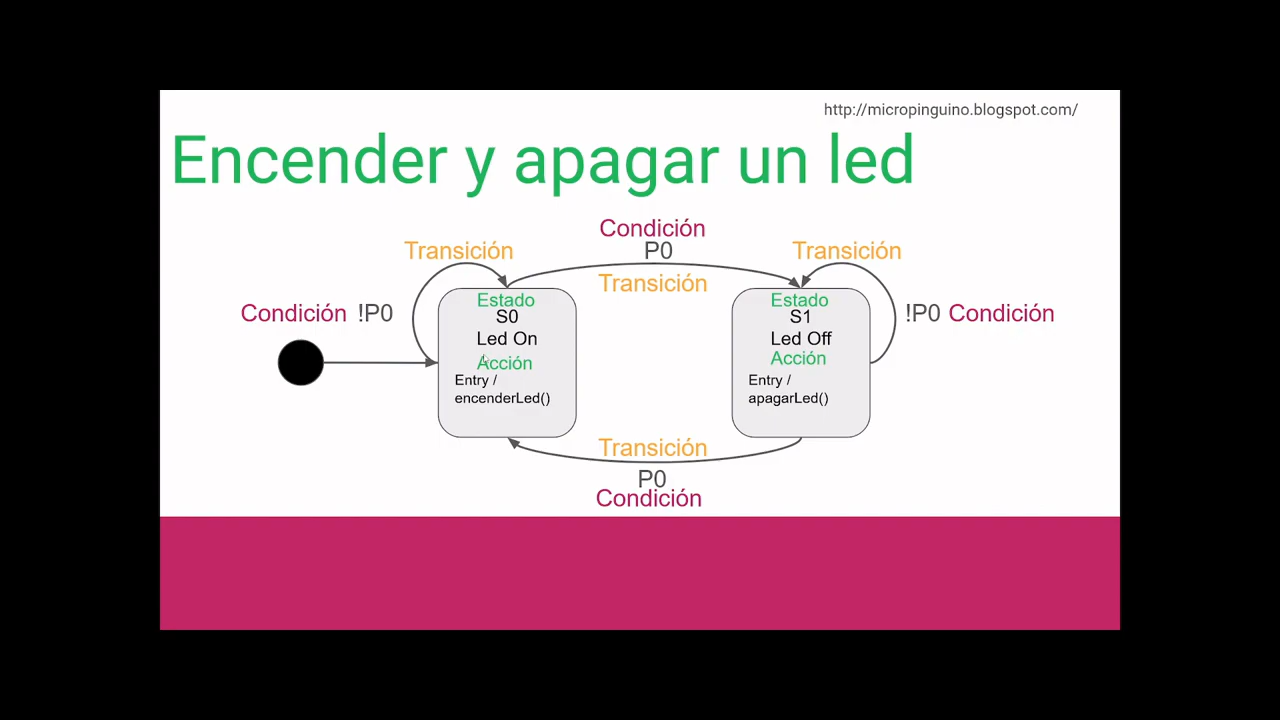 http://micropinguino.blogspot.com/
Encender y apagar un led
Condición
P0
Transición
Transición
Transición
Condición !P0
!P0 Condición
Estado
S0
Led On
Acción
Entry /
encenderLed()
Estado
S1
Led Off
Acción
Entry /
apagarLed()
Transición
P0
Condición